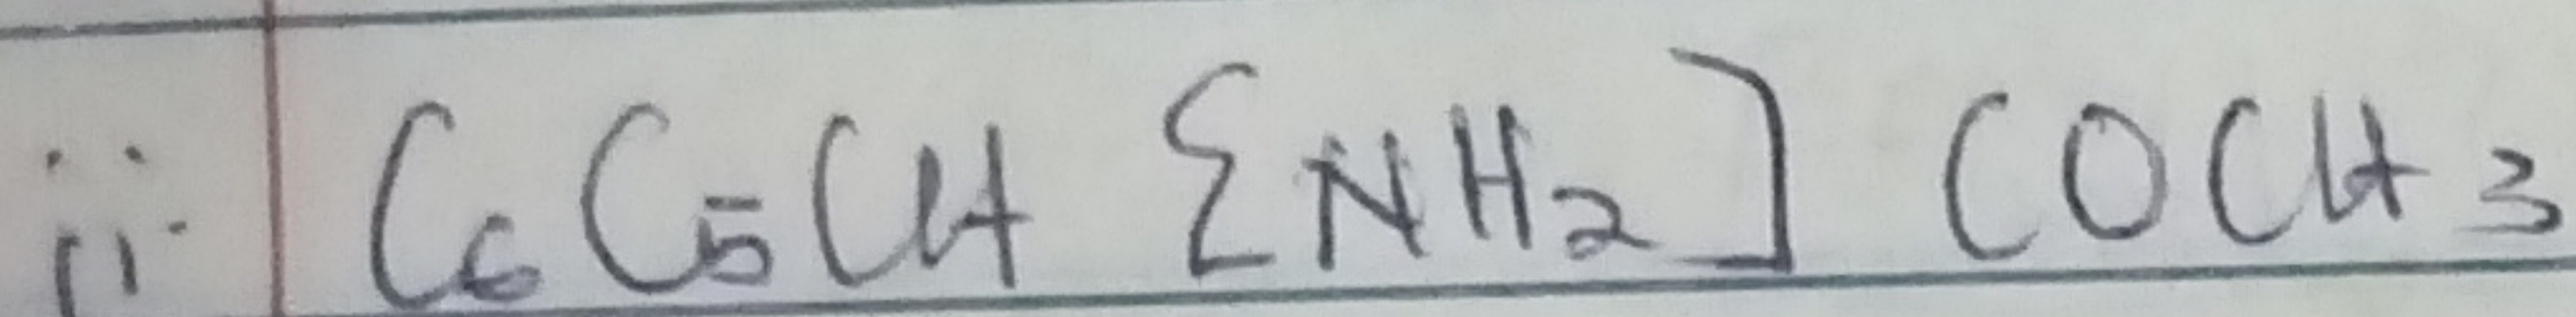 ii. C₆C₅CH [NH₂] COCH₃